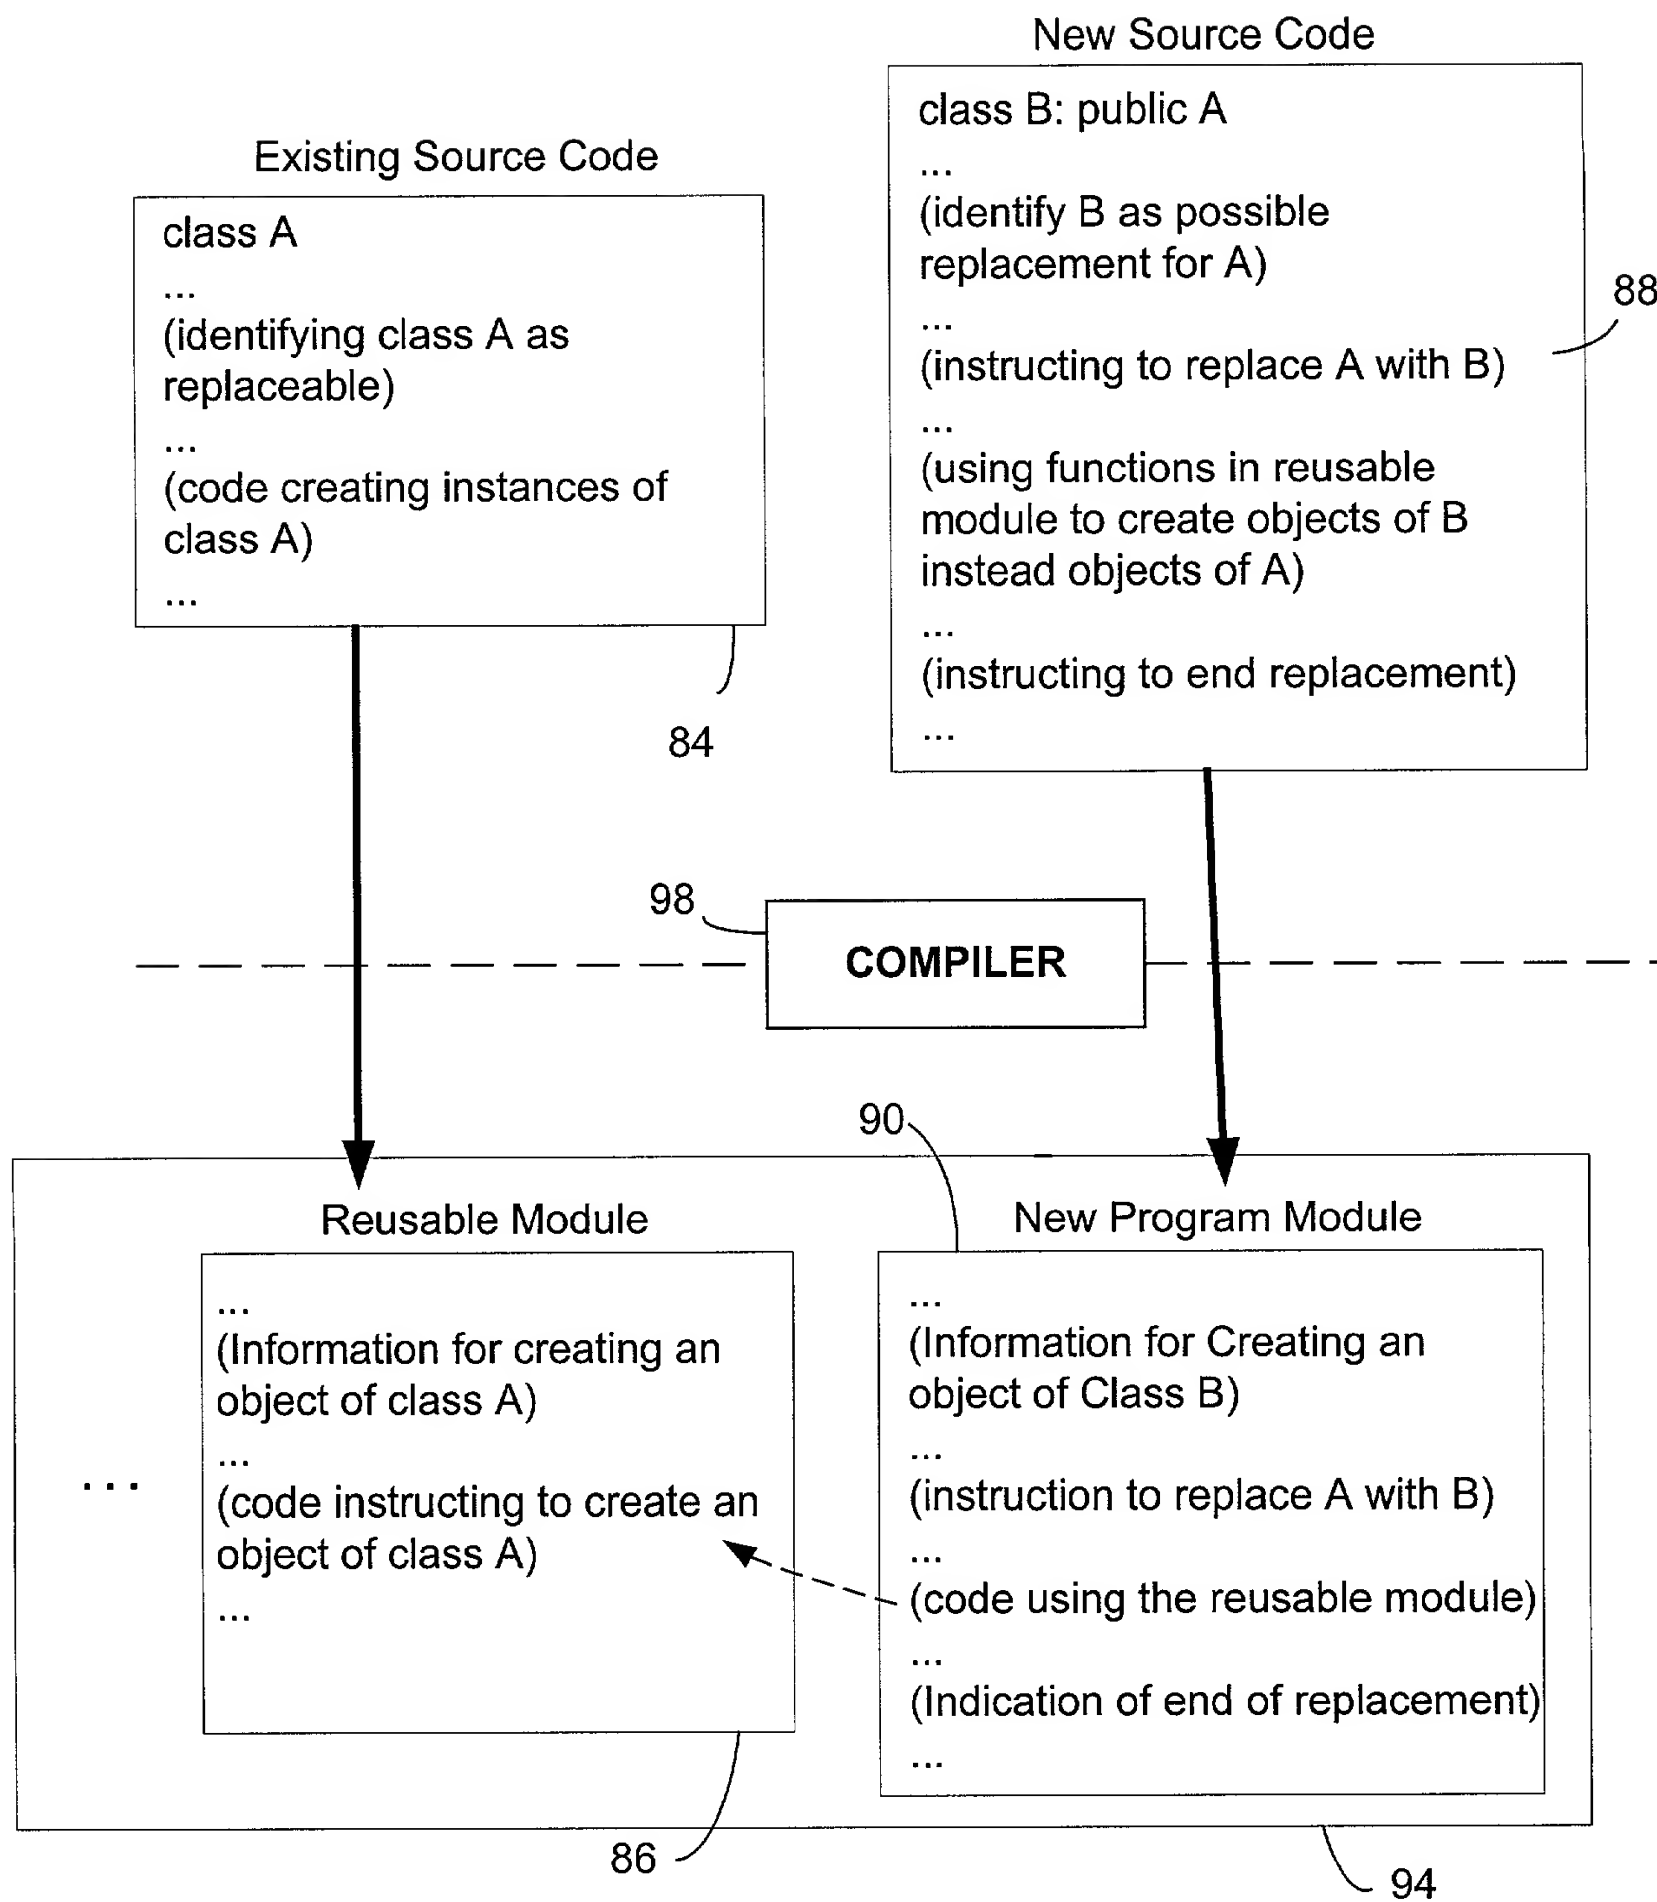 New Source Code
class B: public A
...
(identify B as possible
replacement for A)
...
(instructing to replace A with B)
...
(using functions in reusable
module to create objects of B
instead objects of A)
...
(instructing to end replacement)
...
88
Existing Source Code
class A
...
(identifying class A as
replaceable)
...
(code creating instances of
class A)
...
84
98
COMPILER
90
Reusable Module
...
(Information for creating an
object of class A)
...
(code instructing to create an
object of class A)
...
...
86
New Program Module
...
(Information for Creating an
object of Class B)
...
(instruction to replace A with B)
...
(code using the reusable module)
...
(Indication of end of replacement)
...
94